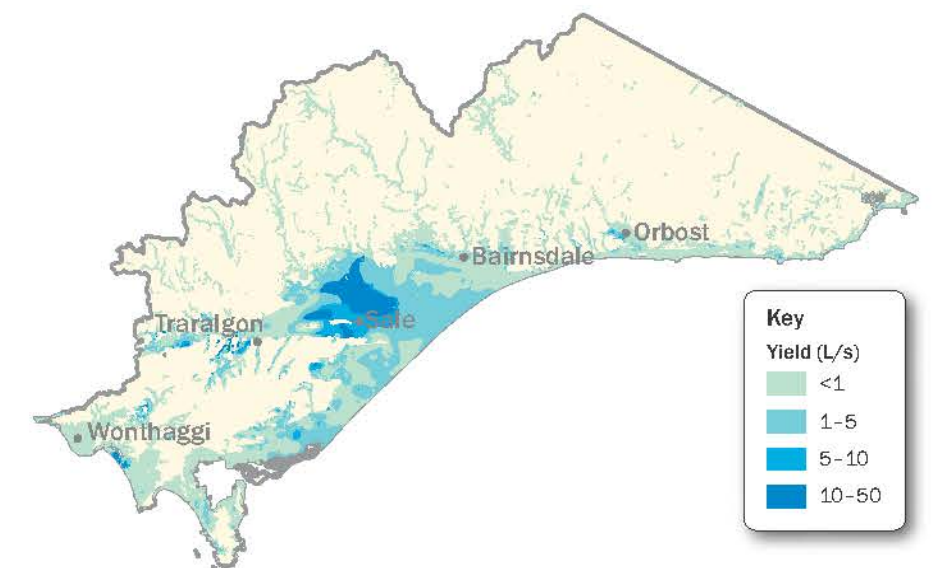 Orbost
Bairnsdale
Sale
Traralgon
Wonthaggi
Key
Yield (L/s)
<1
1–5
5–10
10–50